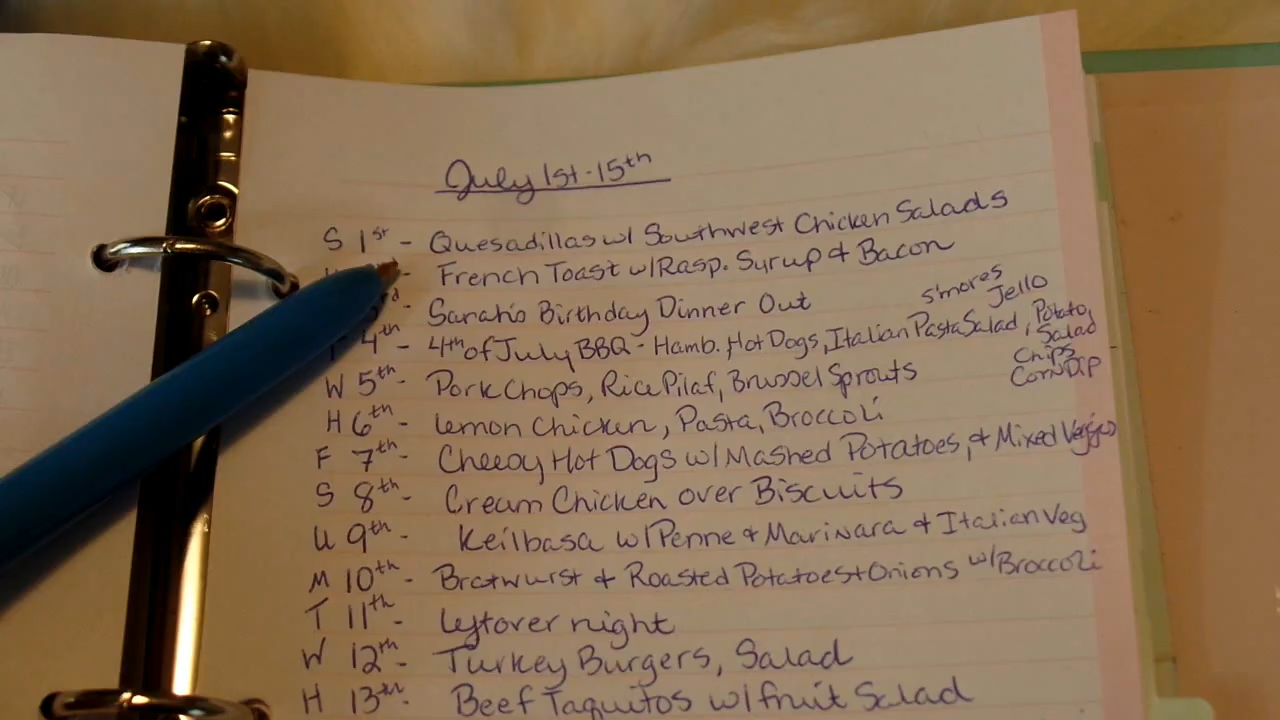 July 1st-15th
S 1st - Quesadillas w/ Southwest Chicken Salads
- French Toast w/ Rasp. Syrup & Bacon
- Sarah's Birthday Dinner Out
s'mores
Jello
4th - 4th of July BBQ - Hamb. Hot Dogs, Italian Pasta Salad, Potato Salad
Chips
Corn Dip
W 5th - Pork Chops, Rice Pilaf, Brussel Sprouts
H 6th - Lemon Chicken, Pasta, Broccoli
F 7th - Cheesy Hot Dogs w/ Mashed Potatoes, & Mixed Veggies
S 8th - Cream Chicken over Biscuits
U 9th - Keilbasa w/ Penne & Marinara & Italian Veg
M 10th - Bratwurst & Roasted Potatoes + Onions w/ Broccoli
T 11th - Leftover night
W 12th - Turkey Burgers, Salad
H 13th - Beef Taquitos w/ fruit Salad